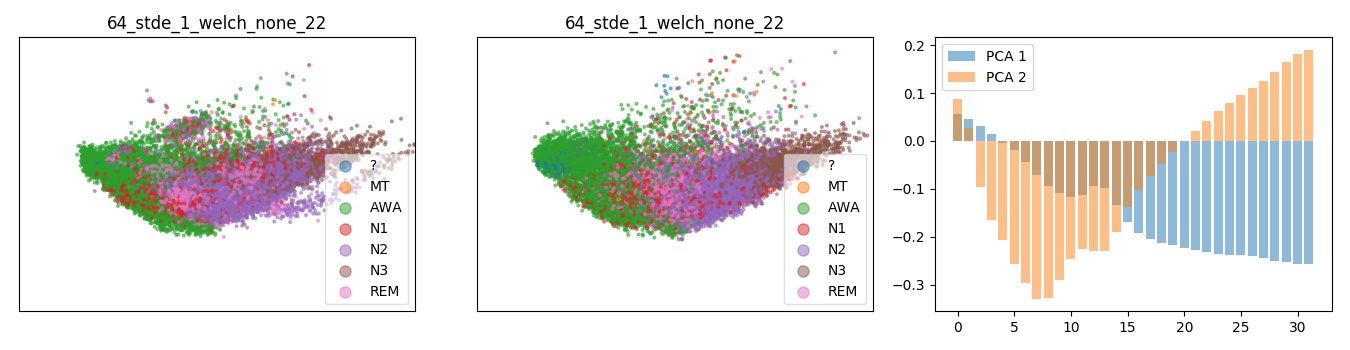 64_stde_1_welch_none_22
?
MT
AWA
N1
N2
N3
REM
64_stde_1_welch_none_22
?
MT
AWA
N1
N2
N3
REM
PCA 1
PCA 2
0.2
0.1
0.0
−0.1
−0.2
−0.3
0 5 10 15 20 25 30